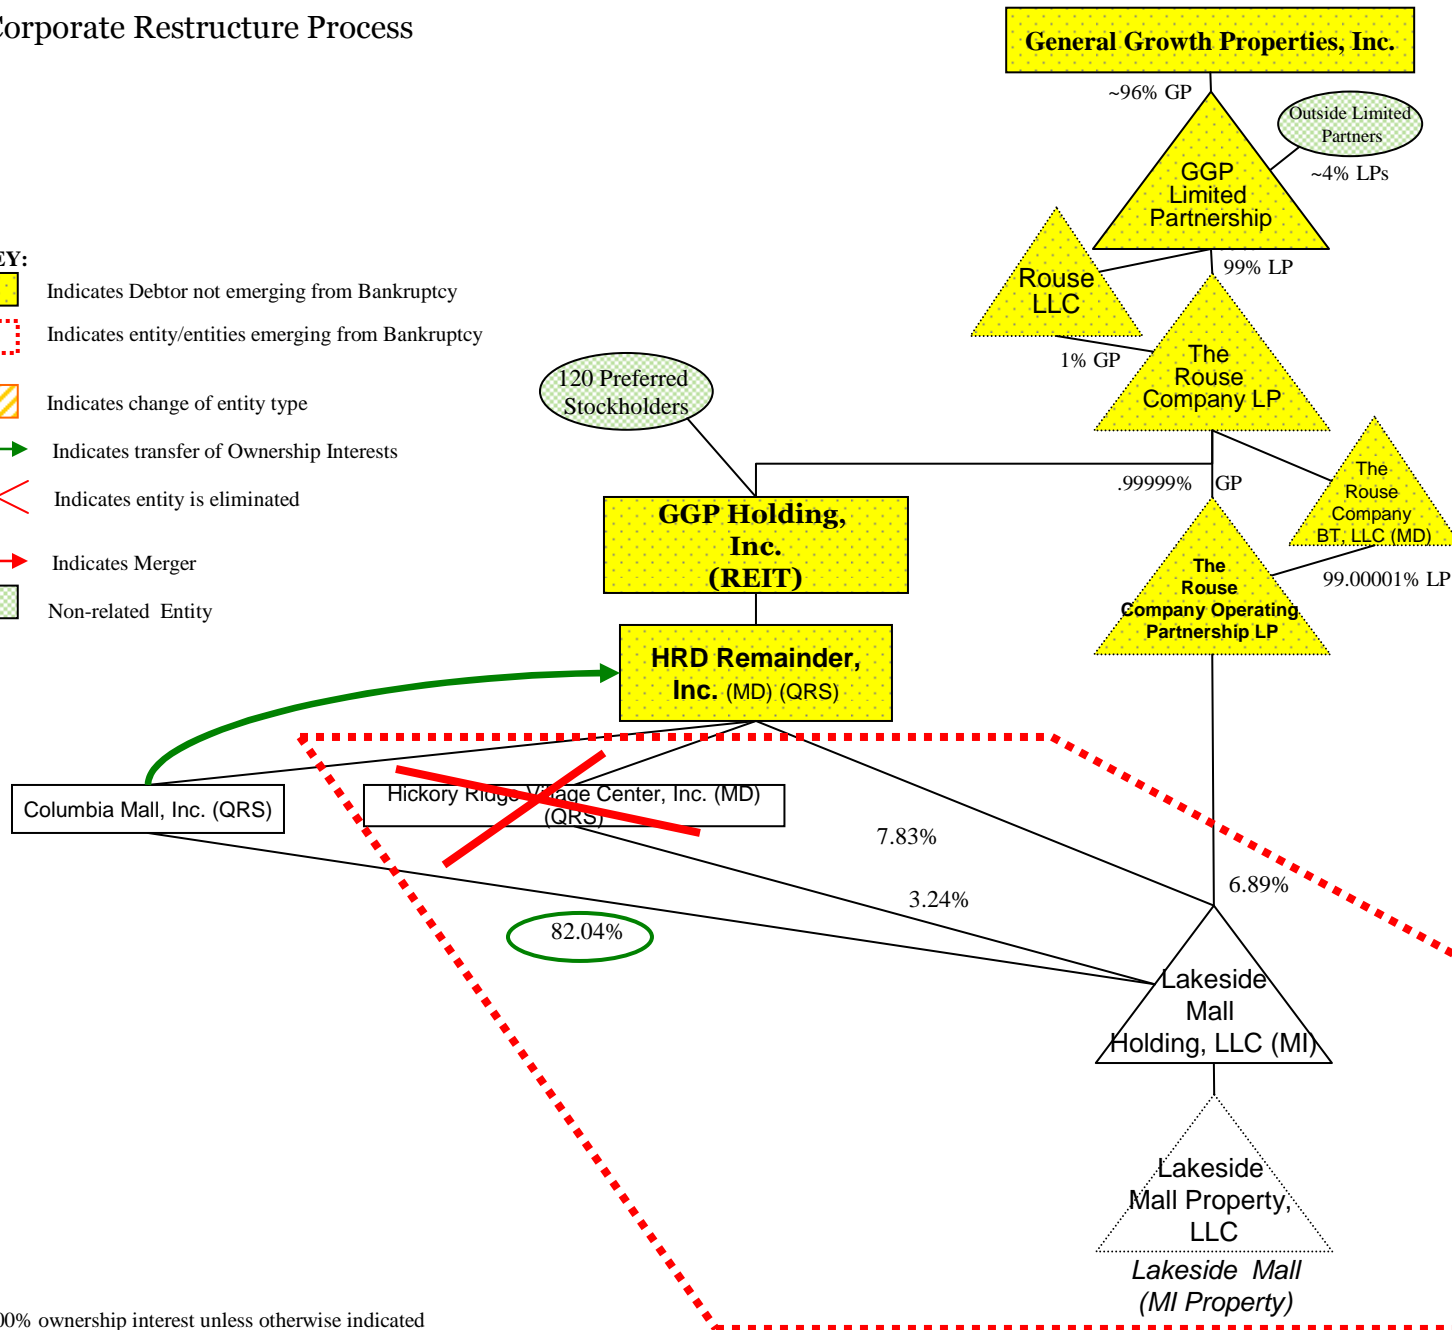 Corporate Restructure Process
General Growth Properties, Inc.
~96% GP
Outside Limited
Partners
~4% LPs
GGP
Limited
Partnership
99% LP
Rouse
LLC
1% GP
The
Rouse
Company LP
KEY:
Indicates Debtor not emerging from Bankruptcy
Indicates entity/entities emerging from Bankruptcy
Indicates change of entity type
Indicates transfer of Ownership Interests
Indicates entity is eliminated
Indicates Merger
Non-related Entity
120 Preferred
Stockholders
.99999% GP
The
Rouse
Company
BT, LLC (MD)
99.00001% LP
GGP Holding,
Inc.
(REIT)
The
Rouse
Company Operating
Partnership LP
HRD Remainder,
Inc. (MD) (QRS)
Columbia Mall, Inc. (QRS)
Hickory Ridge Village Center, Inc. (MD)
(QRS)
7.83%
3.24%
6.89%
82.04%
Lakeside
Mall
Holding, LLC (MI)
Lakeside
Mall Property,
LLC
Lakeside Mall
(MI Property)
00% ownership interest unless otherwise indicated